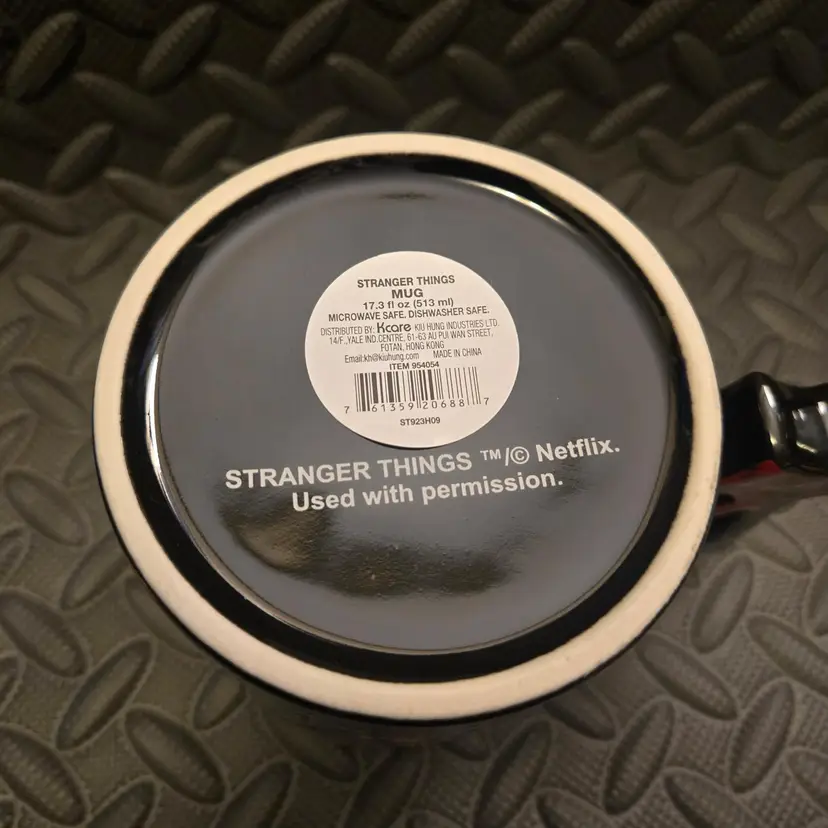 STRANGER THINGS
MUG
17.3 fl oz (513 ml)
MICROWAVE SAFE. DISHWASHER SAFE.
DISTRIBUTED BY: Kcare KIU HUNG INDUSTRIES LTD.
14/F.,YALE IND.CENTRE, 61-63 AU PUI WAN STREET,
FOTAN, HONG KONG
Email:kh@kiuhung.com MADE IN CHINA
ITEM 954054
7 61359 20688 7
ST923H09
STRANGER THINGS ™/© Netflix.
Used with permission.